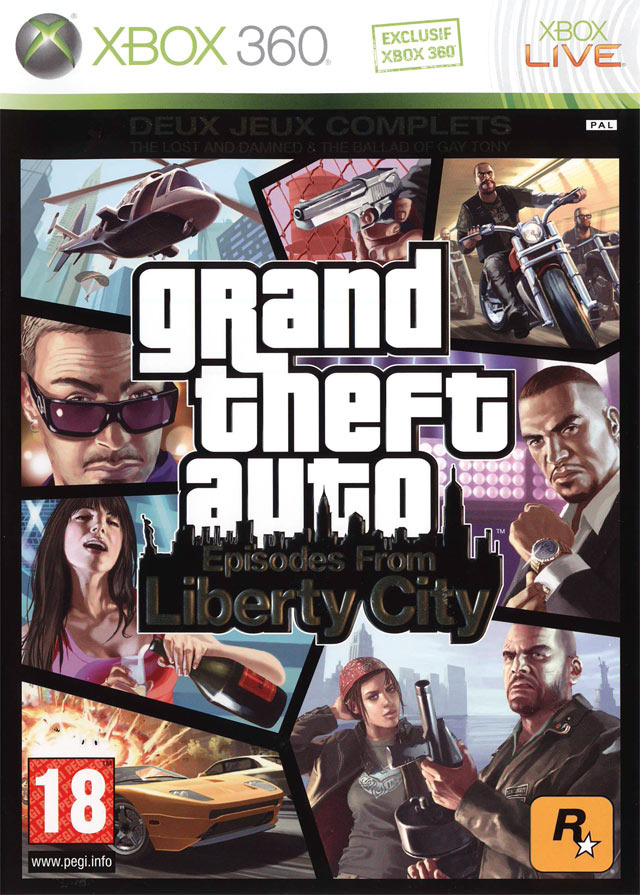 XBOX 360
EXCLUSIF
XBOX 360
XBOX
LIVE
DEUX JEUX COMPLETS
THE LOST AND DAMNED & THE BALLAD OF GAY TONY
PAL
grand
theft
auto
TM
Episodes From
Liberty City
18
www.pegi.info
R